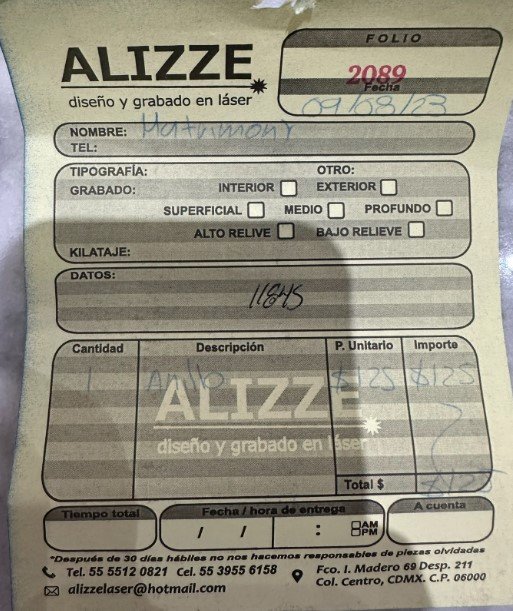 FOLIO
ALIZZE
2089
diseño y grabado en láser
Fecha
09/08/23
NOMBRE: Matrimony
TEL:
TIPOGRAFÍA: OTRO:
GRABADO: INTERIOR EXTERIOR
SUPERFICIAL MEDIO PROFUNDO
ALTO RELIVE BAJO RELIEVE
KILATAJE:
DATOS:
11845
Cantidad Descripción P. Unitario Importe
1 Anillo $125 $125
ALIZZE
diseño y grabado en láser
Total $ $125
Tiempo total Fecha / hora de entrega A cuenta
/ / : AM
PM
"Después de 30 días hábiles no nos hacemos responsables de piezas olvidadas
Tel. 55 5512 0821 Cel. 55 3955 6158
Fco. I. Madero 69 Desp. 211
Col. Centro, CDMX. C.P. 06000
alizzelaser@hotmail.com